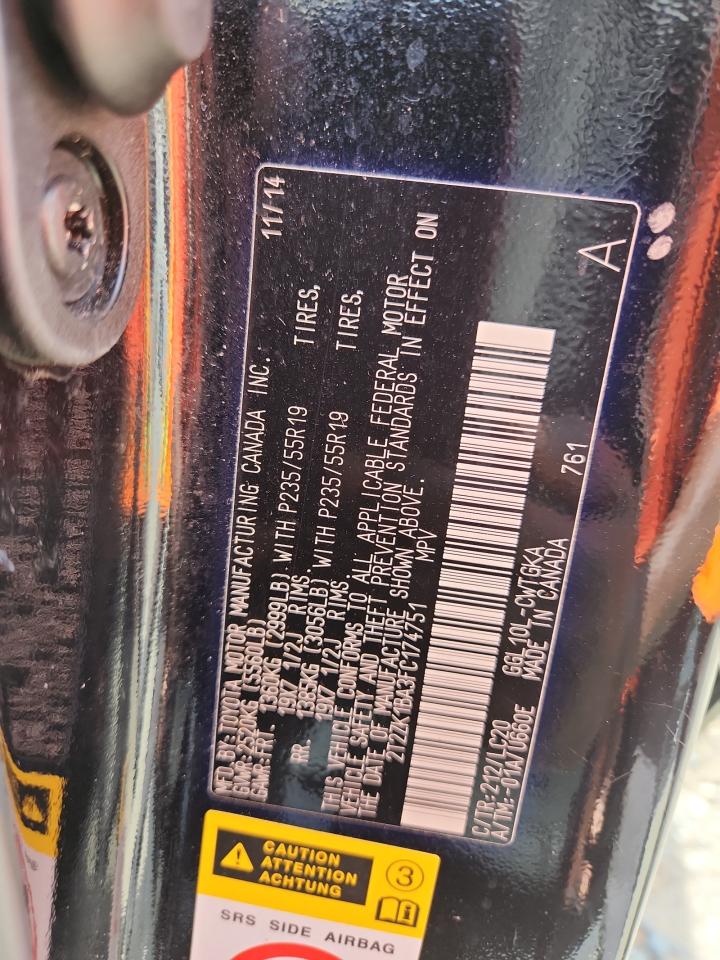 MFD. BY: TOYOTA MOTOR MANUFACTURING CANADA INC. 11/14
GVWR: 2520KG (5560LB)
GAWR: FRT. 1360KG (2999LB) WITH P235/55R19 TIRES,
19X7 1/2J RIMS
RR. 1385KG (3056LB) WITH P235/55R19 TIRES,
19X7 1/2J RIMS
THIS VEHICLE CONFORMS TO ALL APPLICABLE FEDERAL MOTOR
VEHICLE SAFETY AND THEFT PREVENTION STANDARDS IN EFFECT ON
THE DATE OF MANUFACTURE SHOWN ABOVE.
2T2ZK1BA3FC174751 MPV
C/TR:212/LC20 GGL10L-CWTGKA 761 A
A/TM:-01A/U660E MADE IN CANADA
CAUTION
ATTENTION
ACHTUNG
3
SRS SIDE AIRBAG